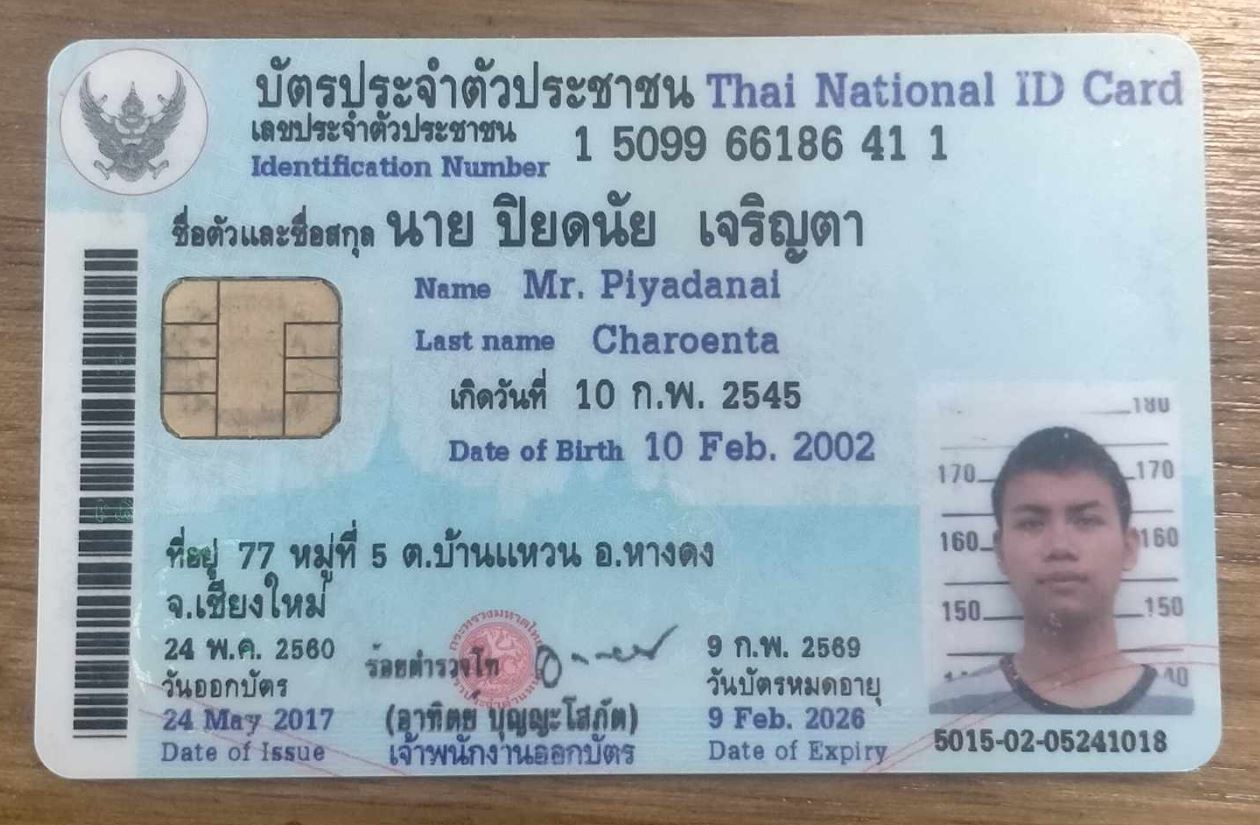 บัตรประจำตัวประชาชน Thai National ID Card
เลขประจำตัวประชาชน
Identification Number 1 5099 66186 41 1
ชื่อตัวและชื่อสกุล นาย ปิยดนัย เจริญตา
Name Mr. Piyadanai
Last name Charoenta
เกิดวันที่ 10 ก.พ. 2545
Date of Birth 10 Feb. 2002
ที่อยู่ 77 หมู่ที่ 5 ต.บ้านแหวน อ.หางดง
จ.เชียงใหม่
24 พ.ค. 2560
วันออกบัตร
24 May 2017
Date of Issue
ร้อยตำรวจโท
(อาทิตย บุญญะโสภัต)
เจ้าพนักงานออกบัตร
9 ก.พ. 2569
วันบัตรหมดอายุ
9 Feb. 2026
Date of Expiry
180
170 170
160 160
150 150
5015-02-05241018